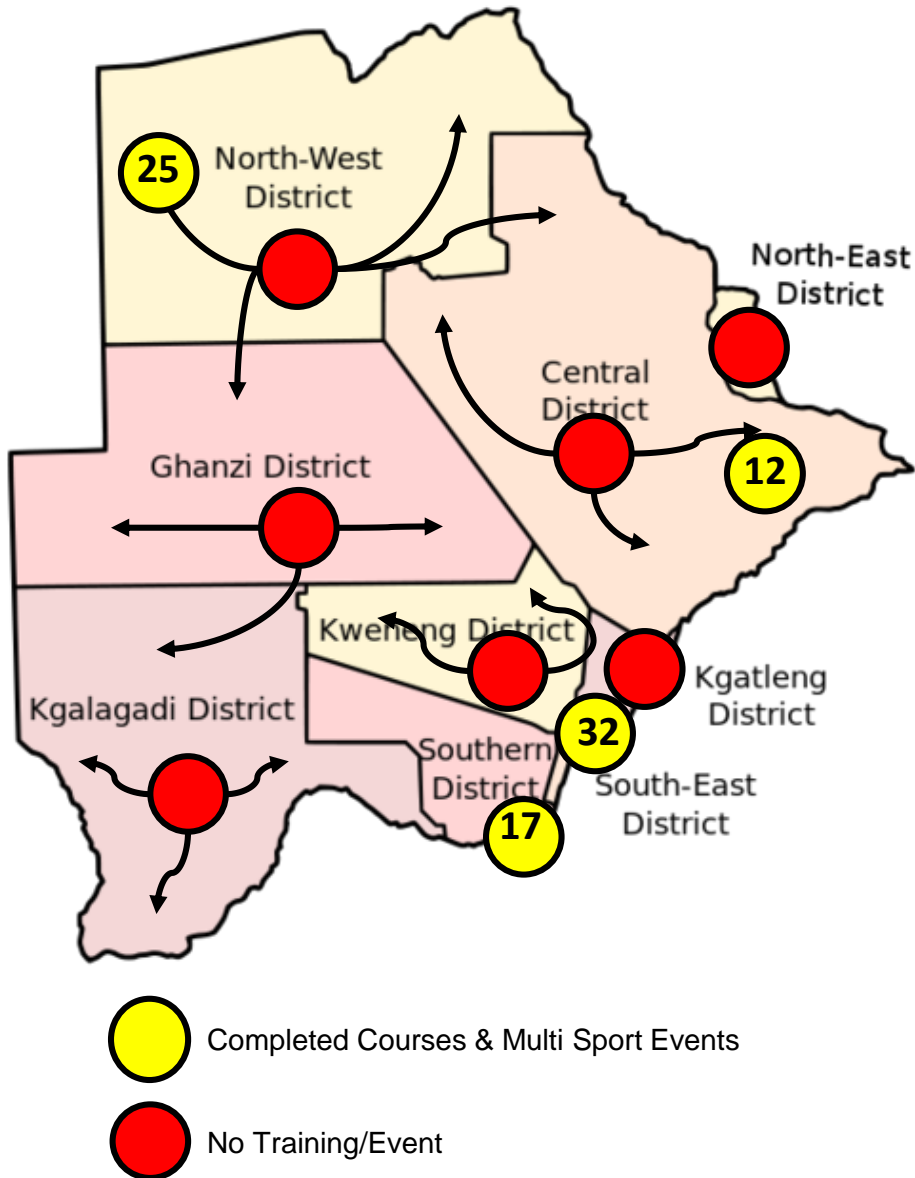 25
North-West
District
North-East
District
Central
District
12
Ghanzi District
Kweneng District
Kgatleng
District
Kgalagadi District
32
Southern
District
South-East
District
17
Completed Courses & Multi Sport Events
No Training/Event